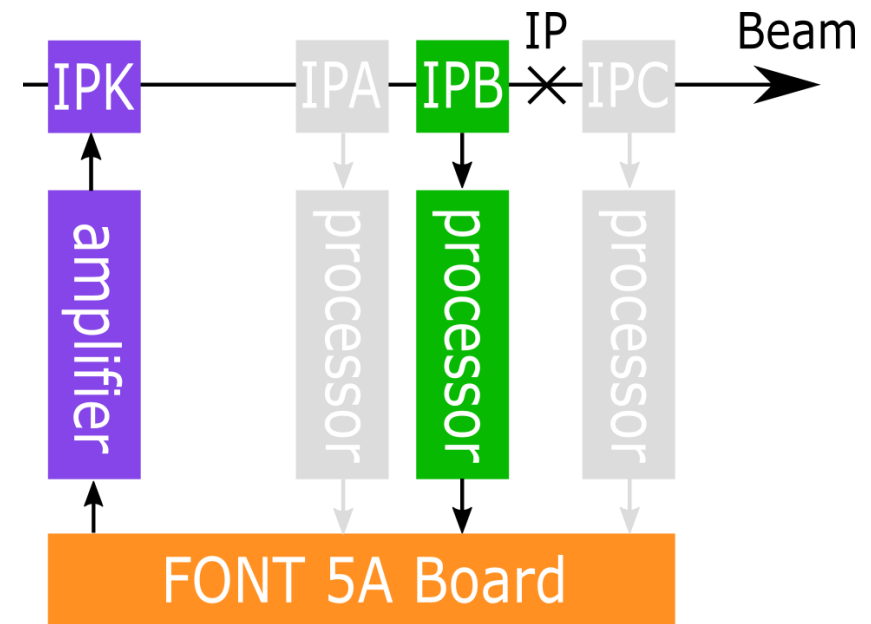 IP
Beam
IPK
IPA
IPB
IPC
amplifier
processor
processor
processor
FONT 5A Board